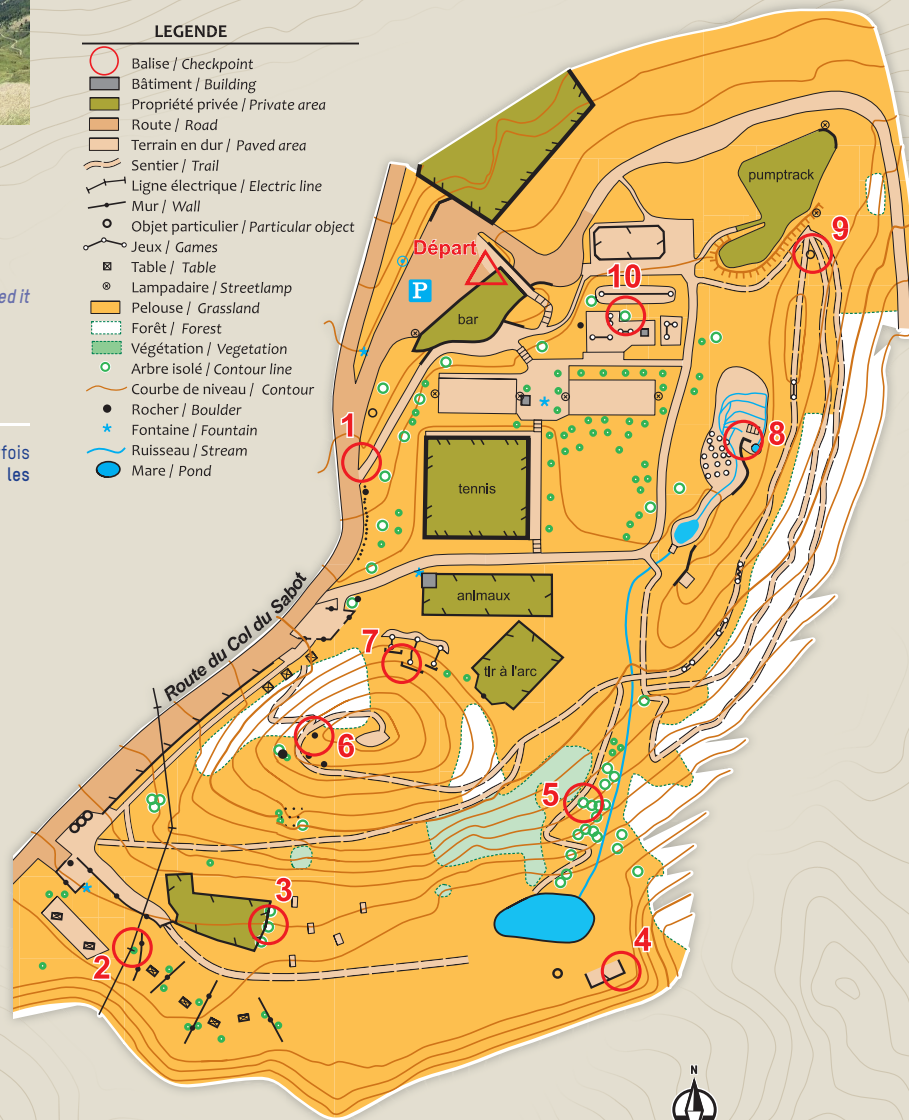 LEGENDE
Balise / Checkpoint
Bâtiment / Building
Propriété privée / Private area
Route / Road
Terrain en dur / Paved area
Sentier / Trail
Ligne électrique / Electric line
Mur / Wall
Objet particulier / Particular object
Jeux / Games
Table / Table
Lampadaire / Streetlamp
Pelouse / Grassland
Forêt / Forest
Végétation / Vegetation
Arbre isolé / Contour line
Courbe de niveau / Contour
Rocher / Boulder
Fontaine / Fountain
Ruisseau / Stream
Mare / Pond
ed it
fois
les
pumptrack
9
Départ
10
P
bar
1
8
tennis
animaux
Route du Col du Sabot
7
tir à l'arc
6
5
3
2
4
N